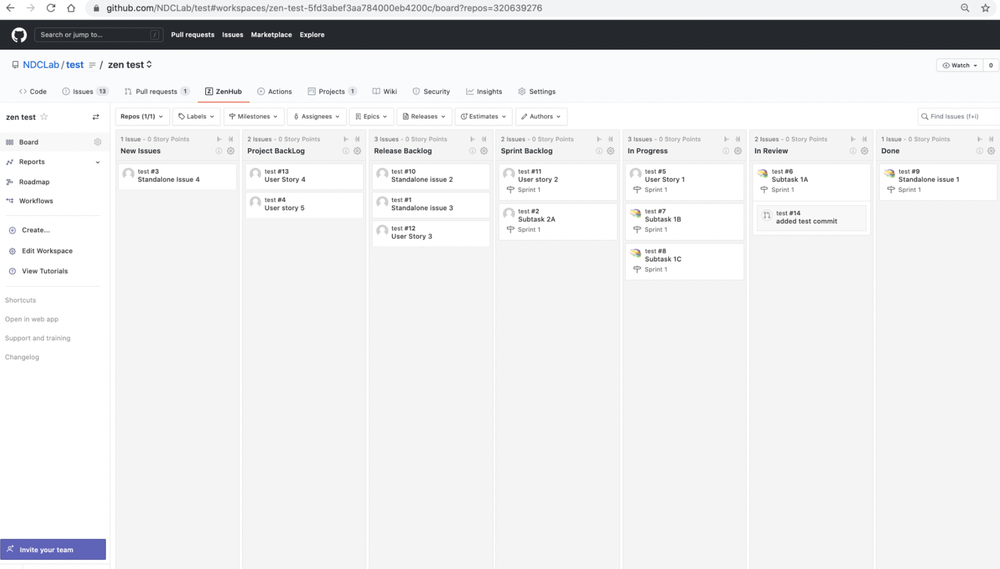 github.com/NDCLab/test#workspaces/zen-test-5fd3abef3aa784000eb4200c/board?repos=320639276
Search or jump to... /
Pull requests Issues Marketplace Explore
NDCLab / test / zen test
Watch 0
Code Issues 13 Pull requests 1 ZenHub Actions Projects 1 Wiki Security Insights Settings
zen test
Board
Reports
Roadmap
Workflows
Create...
Edit Workspace
View Tutorials
Shortcuts
Open in web app
Support and training
Changelog
Invite your team
Repos (1/1) Labels Milestones Assignees Epics Releases Estimates Authors
Find Issues (f+i)
1 Issue - 0 Story Points
New Issues
test #3
Standalone Issue 4
2 Issues - 0 Story Points
Project BackLog
test #13
User Story 4
test #4
User story 5
3 Issues - 0 Story Points
Release Backlog
test #10
Standalone issue 2
test #1
Standalone issue 3
test #12
User Story 3
2 Issues - 0 Story Points
Sprint Backlog
test #11
User story 2
Sprint 1
test #2
Subtask 2A
Sprint 1
3 Issues - 0 Story Points
In Progress
test #5
User Story 1
Sprint 1
test #7
Subtask 1B
Sprint 1
test #8
Subtask 1C
Sprint 1
2 Issues - 0 Story Points
In Review
test #6
Subtask 1A
Sprint 1
test #14
added test commit
1 Issue - 0 Story Points
Done
test #9
Standalone issue 1
Sprint 1